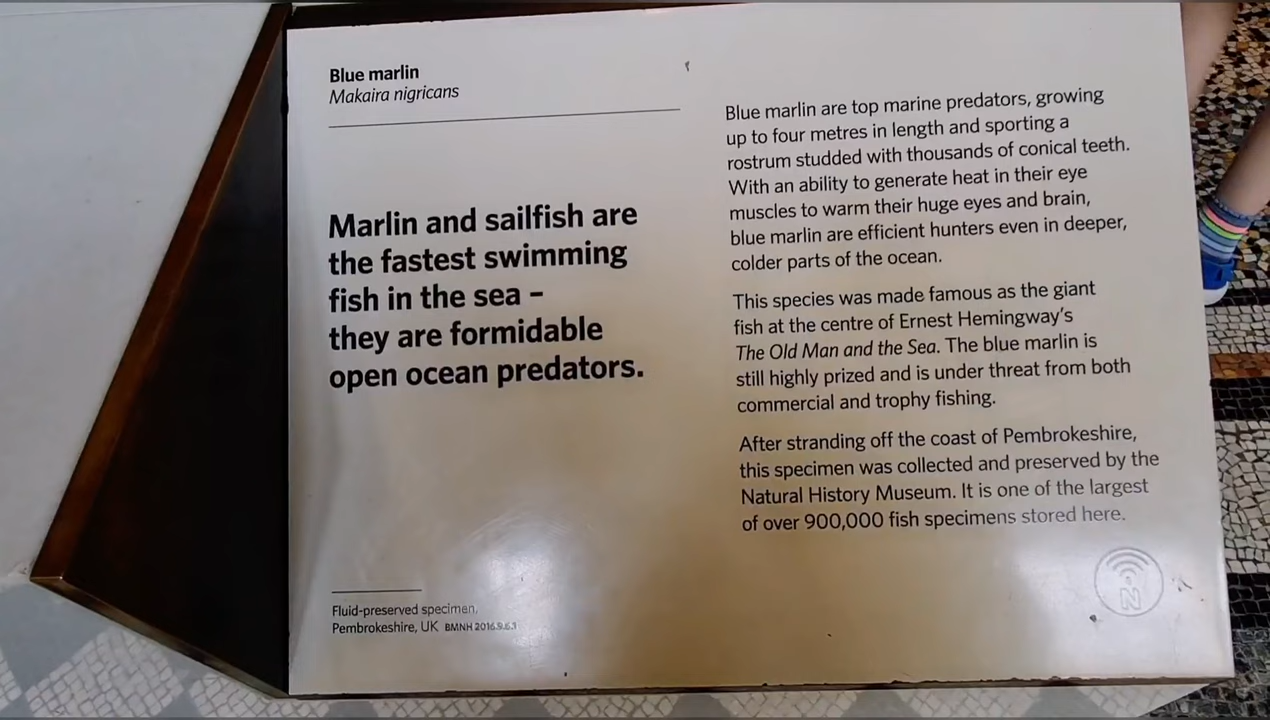 Blue marlin
Makaira nigricans
Marlin and sailfish are
the fastest swimming
fish in the sea –
they are formidable
open ocean predators.
Fluid-preserved specimen,
Pembrokeshire, UK BMNH 2016.9.6.1
Blue marlin are top marine predators, growing
up to four metres in length and sporting a
rostrum studded with thousands of conical teeth.
With an ability to generate heat in their eye
muscles to warm their huge eyes and brain,
blue marlin are efficient hunters even in deeper,
colder parts of the ocean.
This species was made famous as the giant
fish at the centre of Ernest Hemingway's
The Old Man and the Sea. The blue marlin is
still highly prized and is under threat from both
commercial and trophy fishing.
After stranding off the coast of Pembrokeshire,
this specimen was collected and preserved by the
Natural History Museum. It is one of the largest
of over 900,000 fish specimens stored here.
N